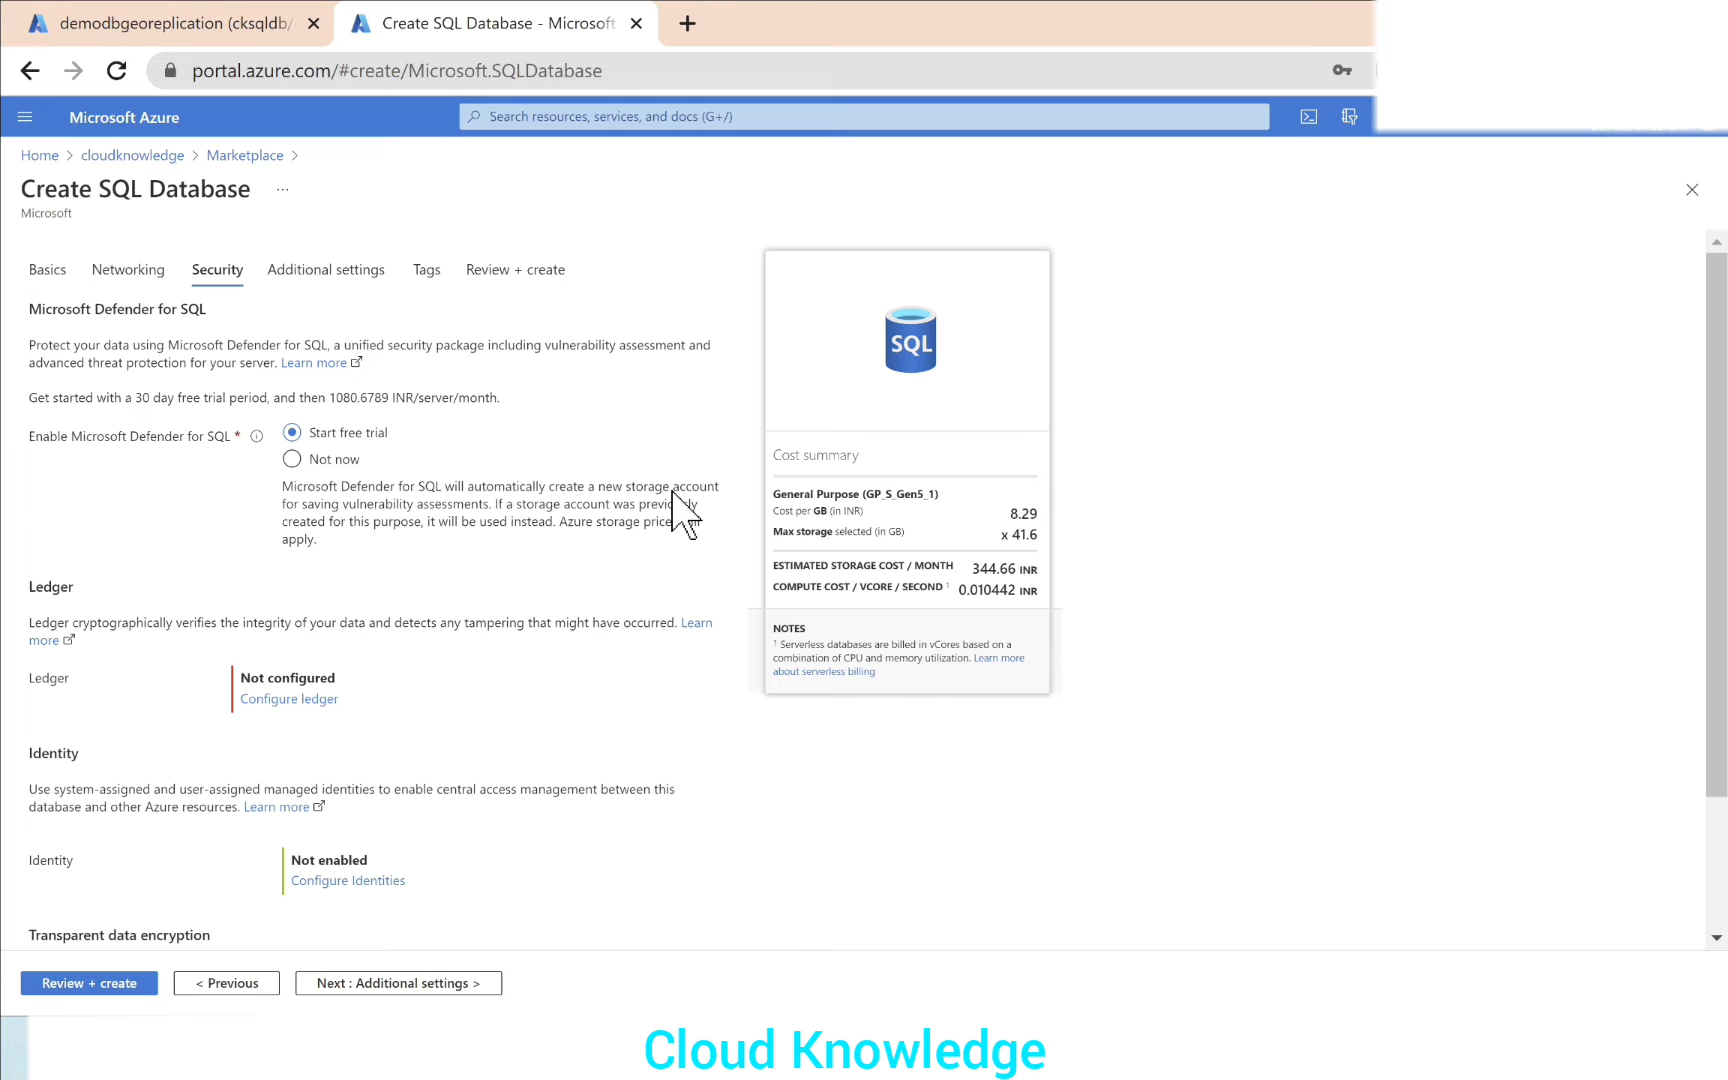 demodbgeoreplication (cksqldb/
Create SQL Database - Microsoft
portal.azure.com/#create/Microsoft.SQLDatabase
Microsoft Azure
Search resources, services, and docs (G+/)
Home > cloudknowledge > Marketplace >
Create SQL Database ...
Microsoft
Basics Networking Security Additional settings Tags Review + create
Microsoft Defender for SQL
Protect your data using Microsoft Defender for SQL, a unified security package including vulnerability assessment and
advanced threat protection for your server. Learn more
Get started with a 30 day free trial period, and then 1080.6789 INR/server/month.
Enable Microsoft Defender for SQL *
Start free trial
Not now
Microsoft Defender for SQL will automatically create a new storage account
for saving vulnerability assessments. If a storage account was previously
created for this purpose, it will be used instead. Azure storage
apply.
Ledger
Ledger cryptographically verifies the integrity of your data and detects any tampering that might have occurred. Learn
more
Ledger
Not configured
Configure ledger
Identity
Use system-assigned and user-assigned managed identities to enable central access management between this
database and other Azure resources. Learn more
Identity
Not enabled
Configure Identities
Transparent data encryption
SQL
Cost summary
General Purpose (GP_S_Gen5_1)
Cost per GB (in INR) 8.29
Max storage selected (in GB) x 41.6
ESTIMATED STORAGE COST / MONTH 344.66 INR
COMPUTE COST / VCORE / SECOND ¹ 0.010442 INR
NOTES
¹ Serverless databases are billed in vCores based on a
combination of CPU and memory utilization. Learn more
about serverless billing
Review + create
< Previous
Next : Additional settings >
Cloud Knowledge